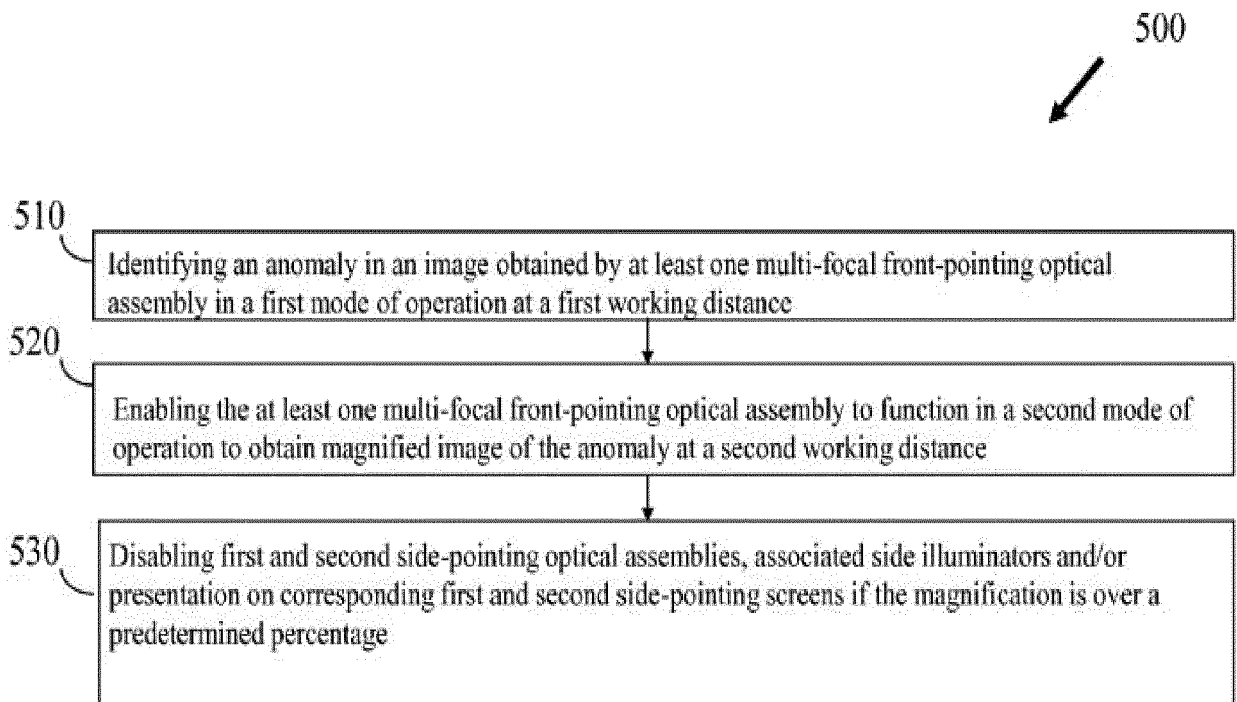 500
510
Identifying an anomaly in an image obtained by at least one multi-focal front-pointing optical
assembly in a first mode of operation at a first working distance
520
Enabling the at least one multi-focal front-pointing optical assembly to function in a second mode of
operation to obtain magnified image of the anomaly at a second working distance
530
Disabling first and second side-pointing optical assemblies, associated side illuminators and/or
presentation on corresponding first and second side-pointing screens if the magnification is over a
predetermined percentage